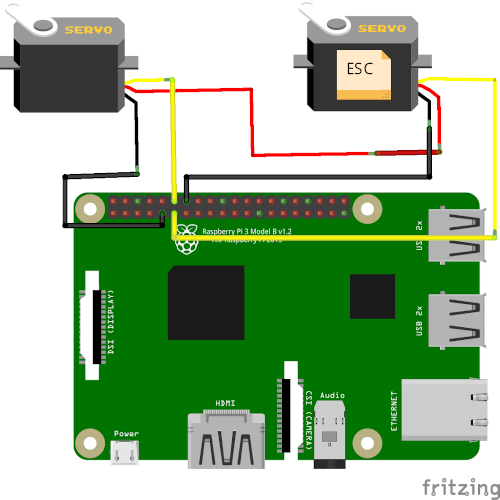 SERVO
SERVO
ESC
Raspberry Pi 3 Model B v1.2
Raspberry Pi 2015
USB 2x
USB 2x
DSI (DISPLAY)
HDMI
CSI (CAMERA)
Audio
ETHERNET
Power
fritzing